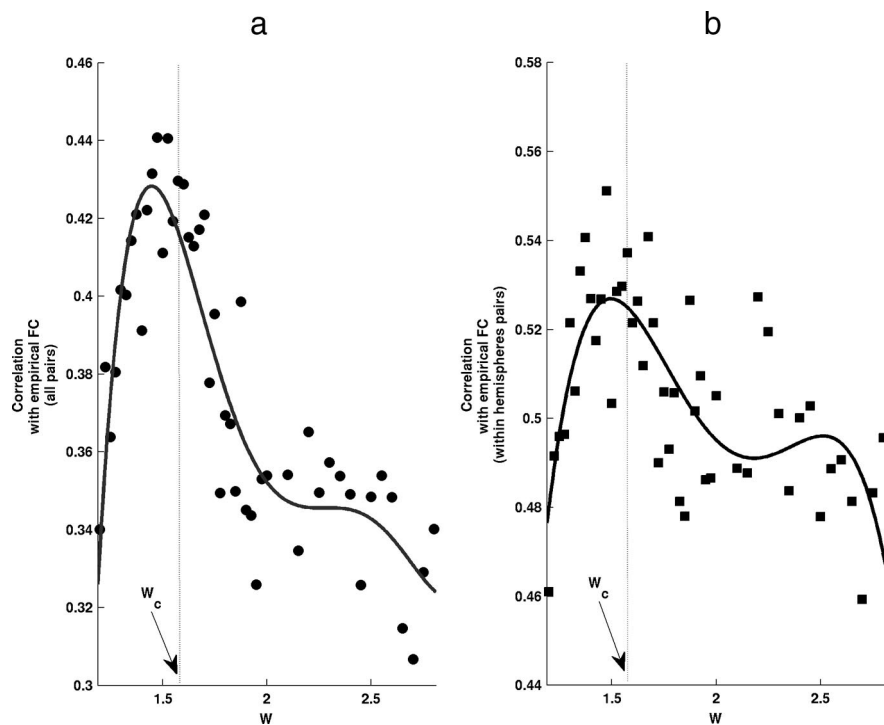 a
0.46
0.44
0.42
0.4
0.38
0.36
0.34
0.32
0.3
Correlation
with empirical FC
(all pairs)
Wc
1.5
2
2.5
W
b
0.58
0.56
0.54
0.52
0.5
0.48
0.46
0.44
Correlation
with empirical FC
(within hemispheres pairs)
Wc
1.5
2
2.5
W